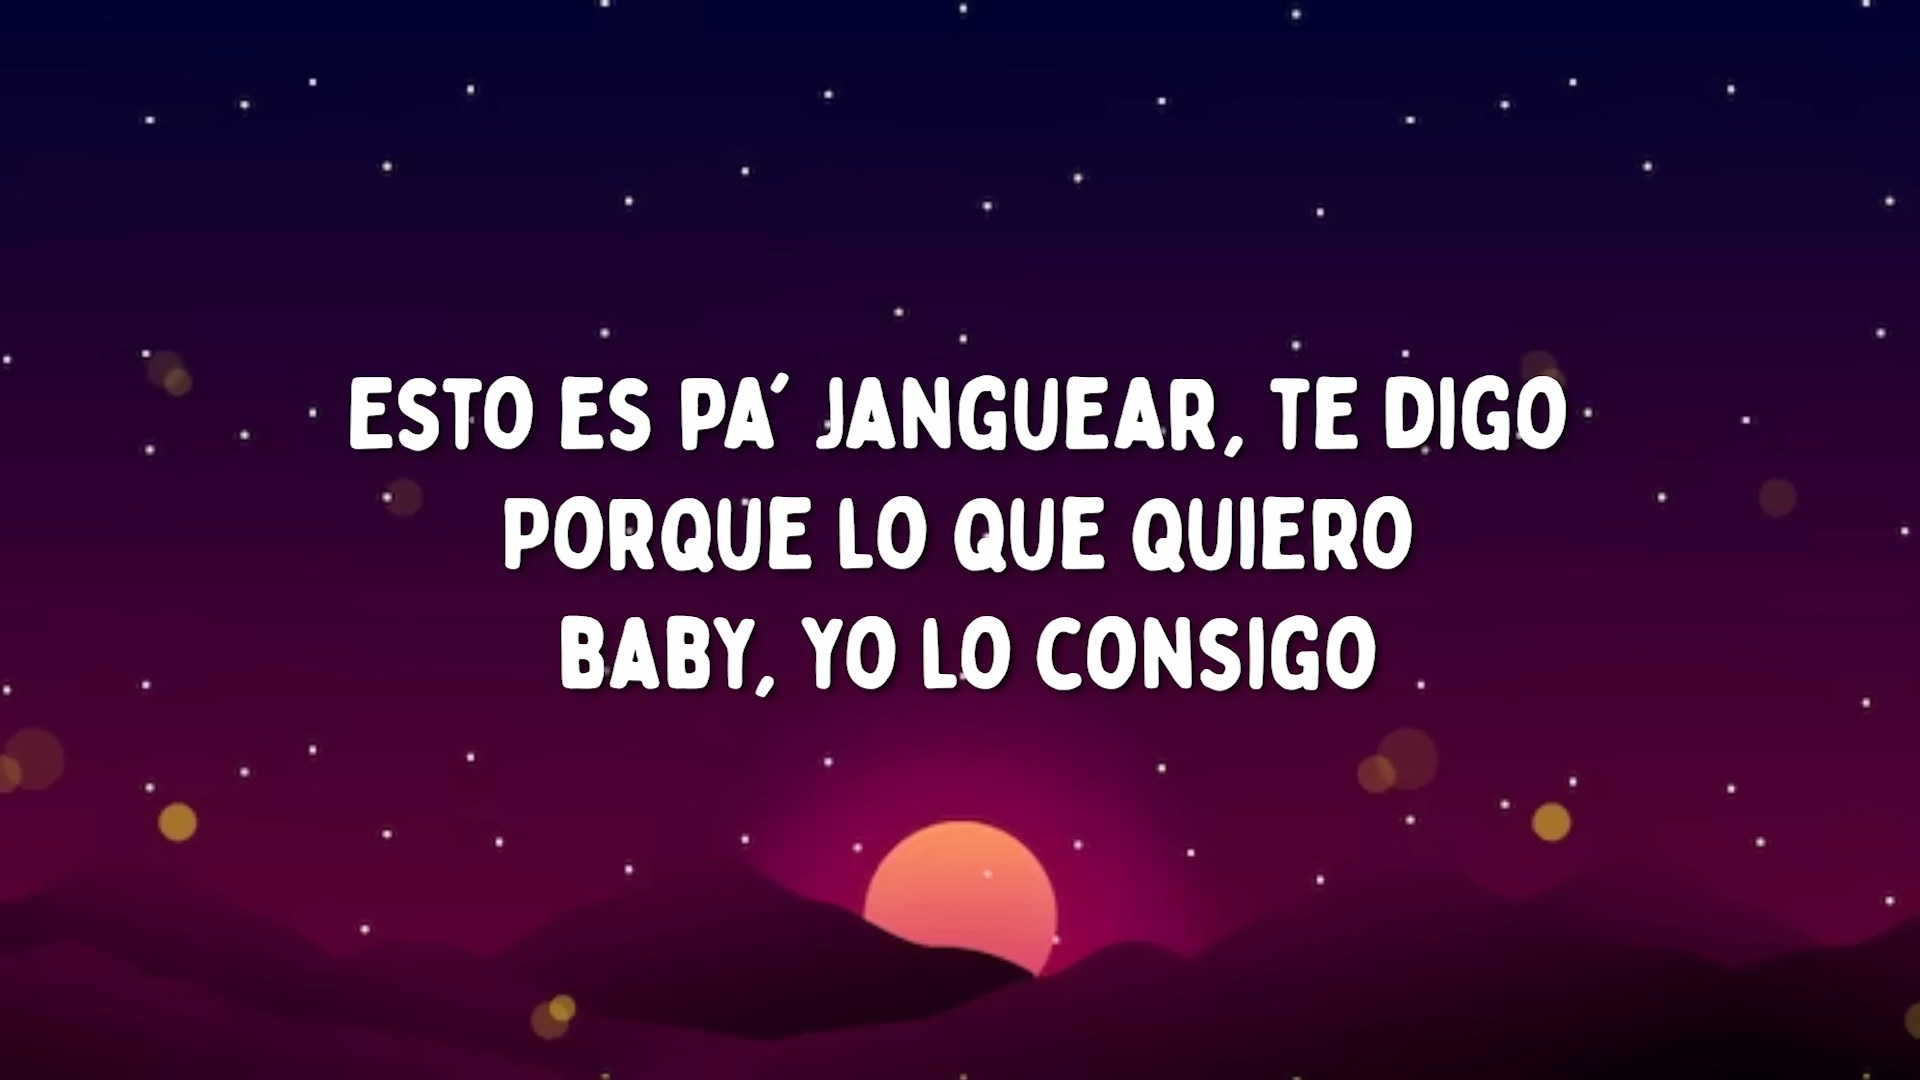 ESTO ES PA´ JANGUEAR, TE DIGO
PORQUE LO QUE QUIERO
BABY, YO LO CONSIGO